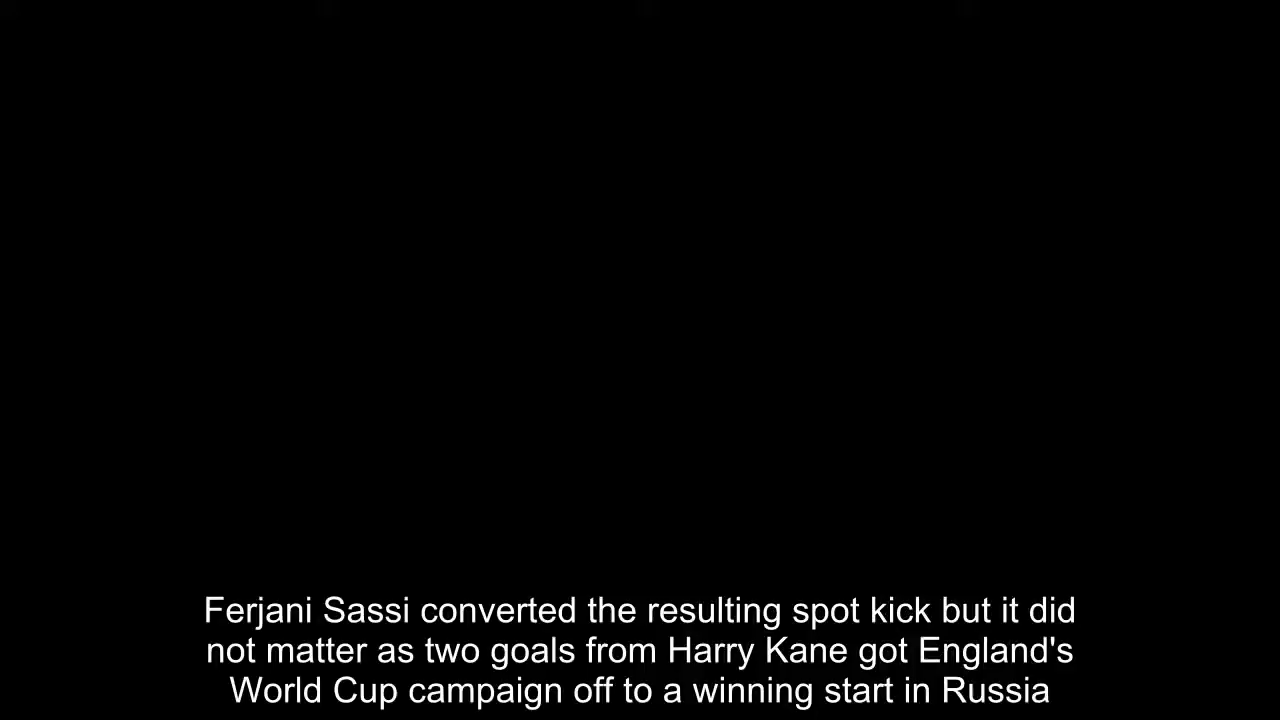 Ferjani Sassi converted the resulting spot kick but it did
not matter as two goals from Harry Kane got England's
World Cup campaign off to a winning start in Russia